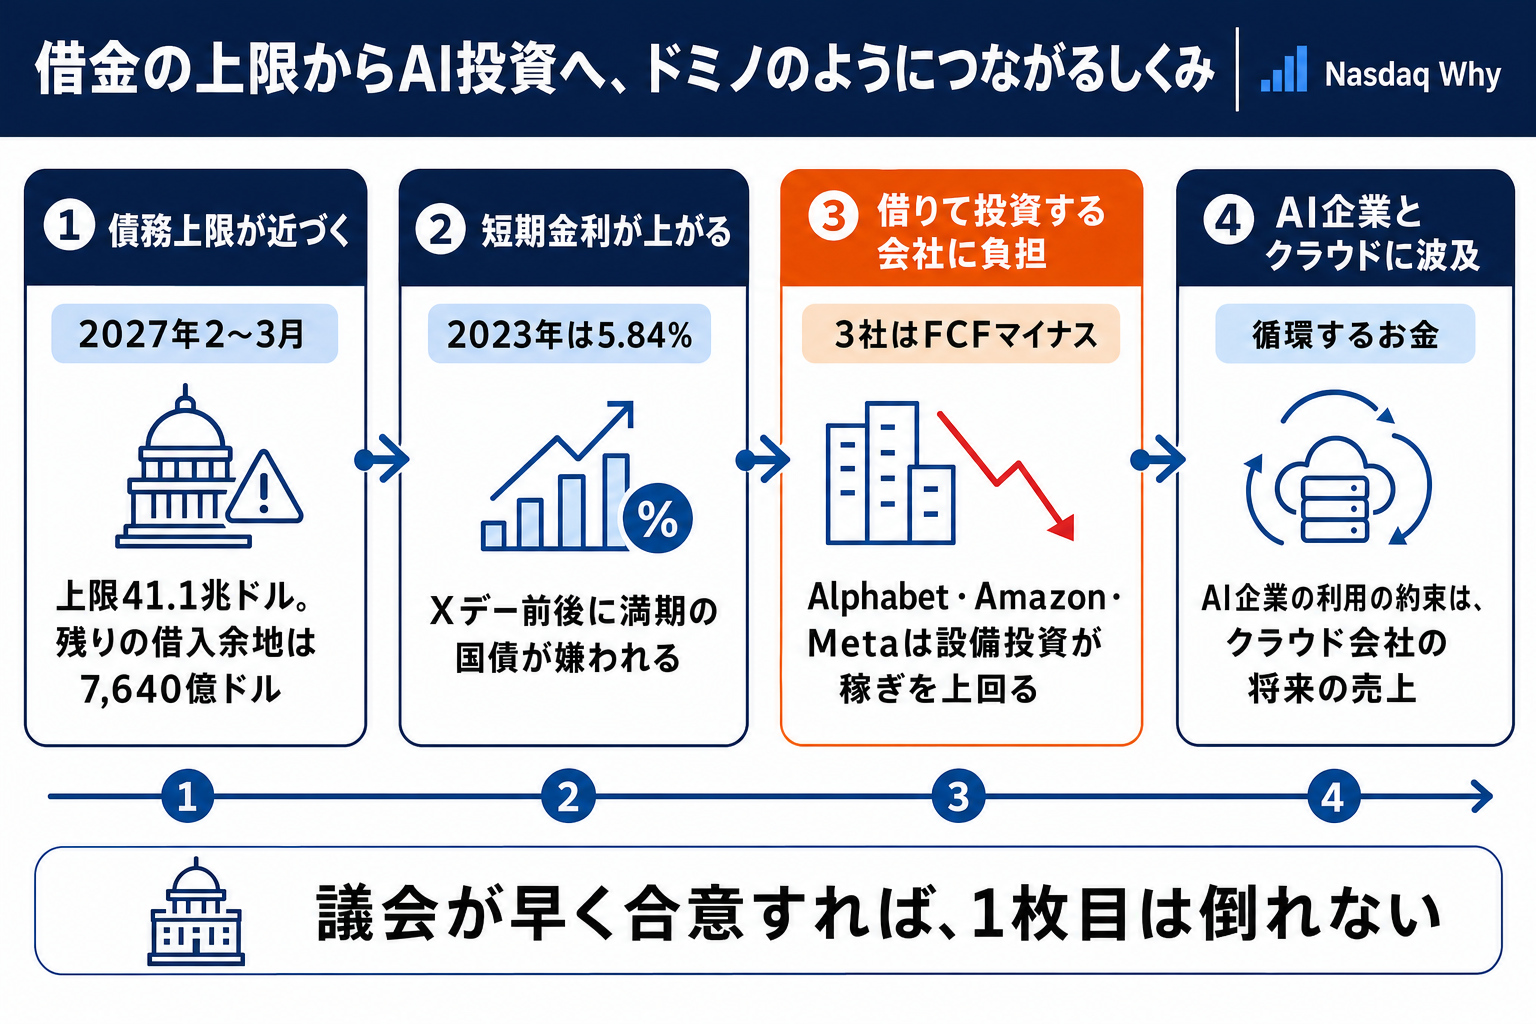 借金の上限からAI投資へ、ドミノのようにつながるしくみ
Nasdaq Why
1 債務上限が近づく
2027年2〜3月
上限41.1兆ドル。
残りの借入余地は
7,640億ドル
2 短期金利が上がる
2023年は5.84%
%
Xデー前後に満期の
国債が嫌われる
3 借りて投資する
会社に負担
3社はFCFマイナス
Alphabet・Amazon・
Metaは設備投資が
稼ぎを上回る
4 AI企業と
クラウドに波及
循環するお金
AI企業の利用の約束は、
クラウド会社の
将来の売上
1 2 3 4
議会が早く合意すれば、1枚目は倒れない